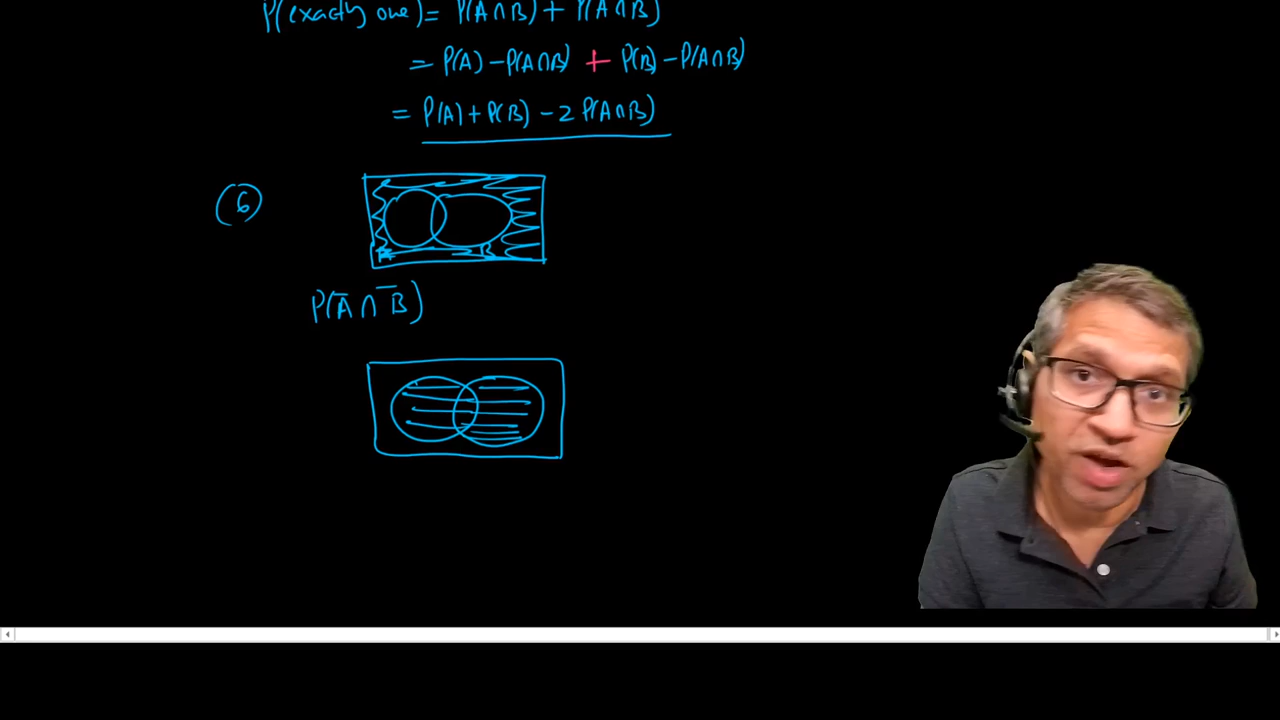 P(exactly one) = P(A∩B) + P(A∩B)
= P(A) - P(A∩B) + P(B) - P(A∩B)
= P(A) + P(B) - 2 P(A∩B)
6
A B
P(A̅ ∩ B̅)